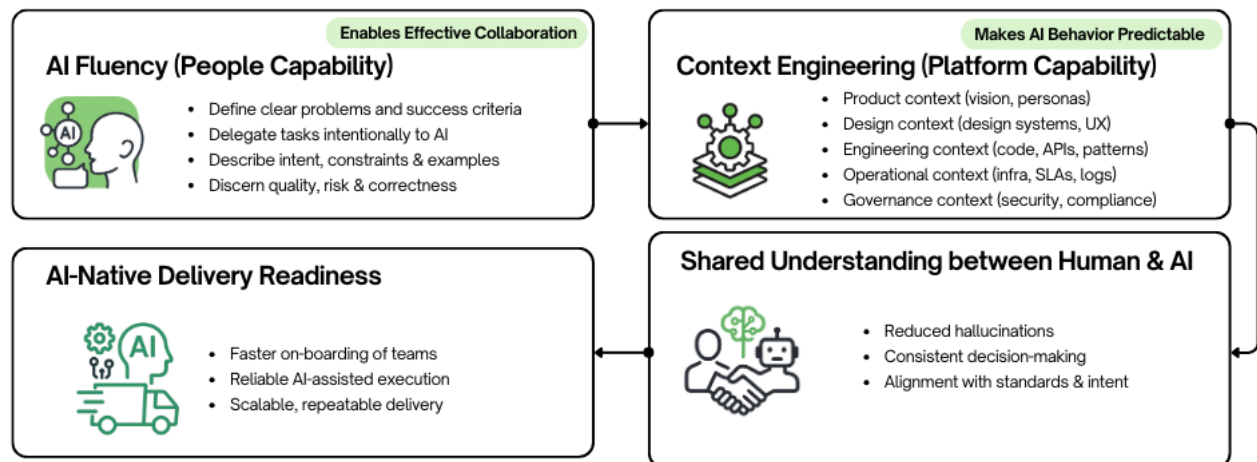 Enables Effective Collaboration
AI Fluency (People Capability)
AI
• Define clear problems and success criteria
• Delegate tasks intentionally to AI
• Describe intent, constraints & examples
• Discern quality, risk & correctness
Makes AI Behavior Predictable
Context Engineering (Platform Capability)
• Product context (vision, personas)
• Design context (design systems, UX)
• Engineering context (code, APIs, patterns)
• Operational context (infra, SLAs, logs)
• Governance context (security, compliance)
Shared Understanding between Human & AI
• Reduced hallucinations
• Consistent decision-making
• Alignment with standards & intent
AI-Native Delivery Readiness
AI
• Faster on-boarding of teams
• Reliable AI-assisted execution
• Scalable, repeatable delivery